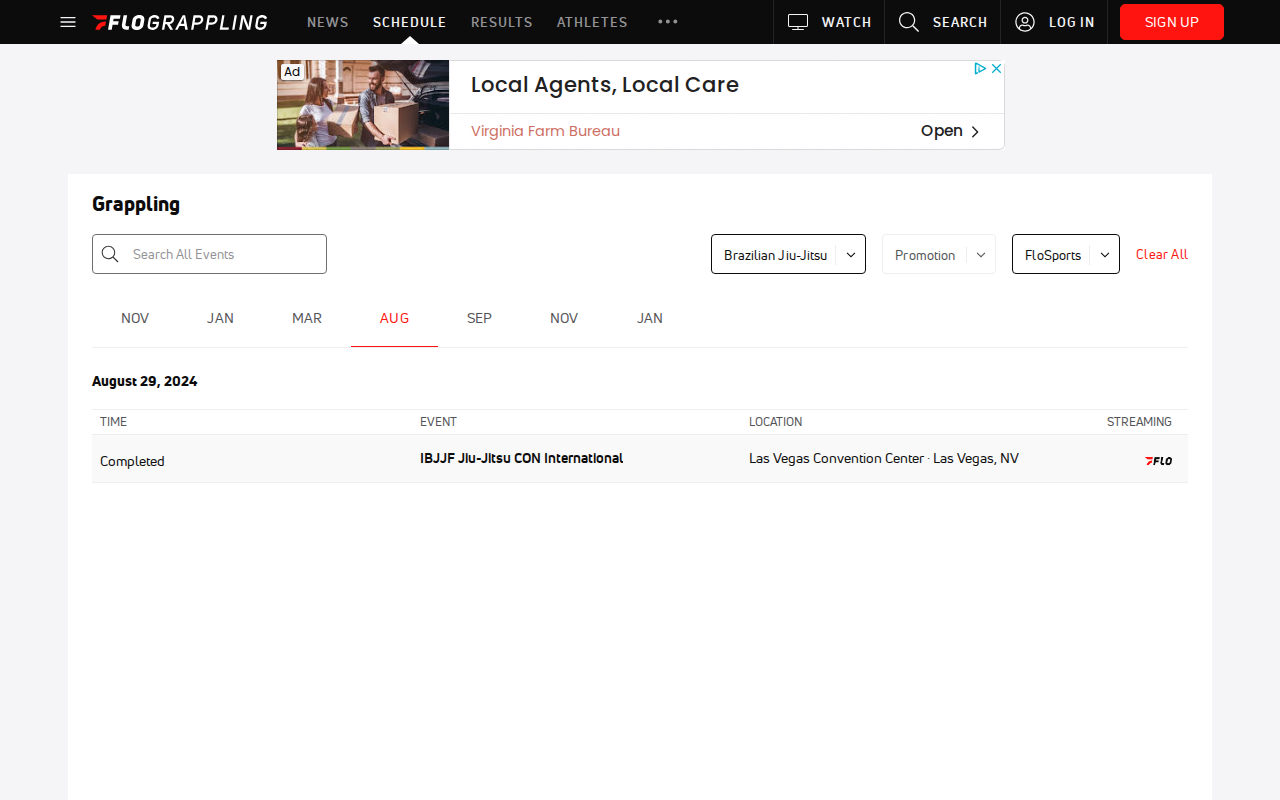 FLOGRAPPLING NEWS SCHEDULE RESULTS ATHLETES ••• WATCH SEARCH LOG IN SIGN UP
Ad
Local Agents, Local Care
Virginia Farm Bureau
Open
Grappling
Search All Events
Brazilian Jiu-Jitsu
Promotion
FloSports
Clear All
NOV JAN MAR AUG SEP NOV JAN
August 29, 2024
TIME EVENT LOCATION STREAMING
Completed IBJJF Jiu-Jitsu CON International Las Vegas Convention Center · Las Vegas, NV FLO